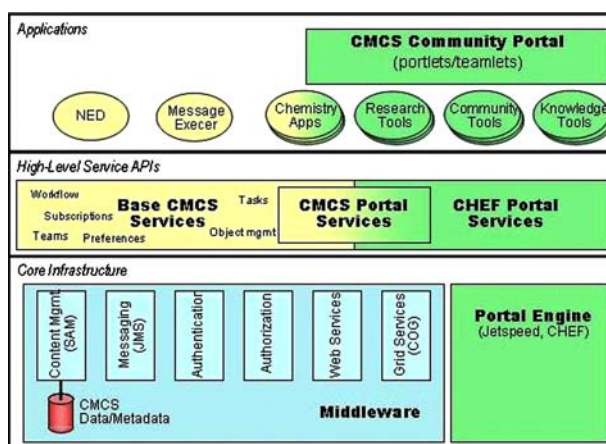 Applications
CMCS Community Portal
(portlets/teamlets)
NED
Message
Execer
Chemistry
Apps
Research
Tools
Community
Tools
Knowledge
Tools
High-Level Service APIs
Workflow
Subscriptions
Teams
Preferences
Base CMCS
Services
Tasks
Object mgmt
CMCS Portal
Services
CHEF Portal
Services
Core Infrastructure
Content Mgmt
(SAM)
Messaging
(JMS)
Authentication
Authorization
Web Services
Grid Services
(COG)
CMCS
Data/Metadata
Middleware
Portal Engine
(Jetspeed, CHEF)